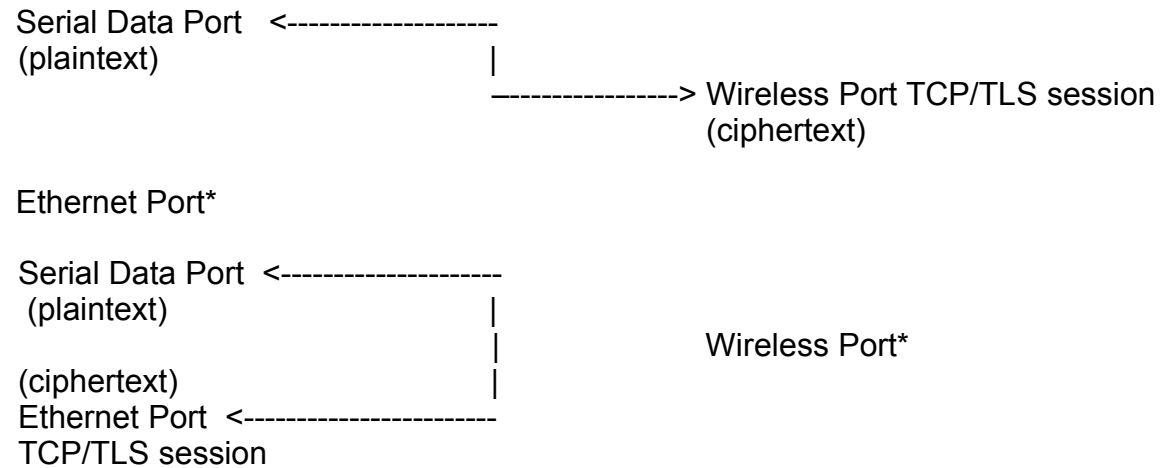 Serial Data Port <--------------------
(plaintext) |
–-----------------> Wireless Port TCP/TLS session
(ciphertext)
Ethernet Port*
Serial Data Port <---------------------
(plaintext) |
| Wireless Port*
(ciphertext) |
Ethernet Port <------------------------
TCP/TLS session